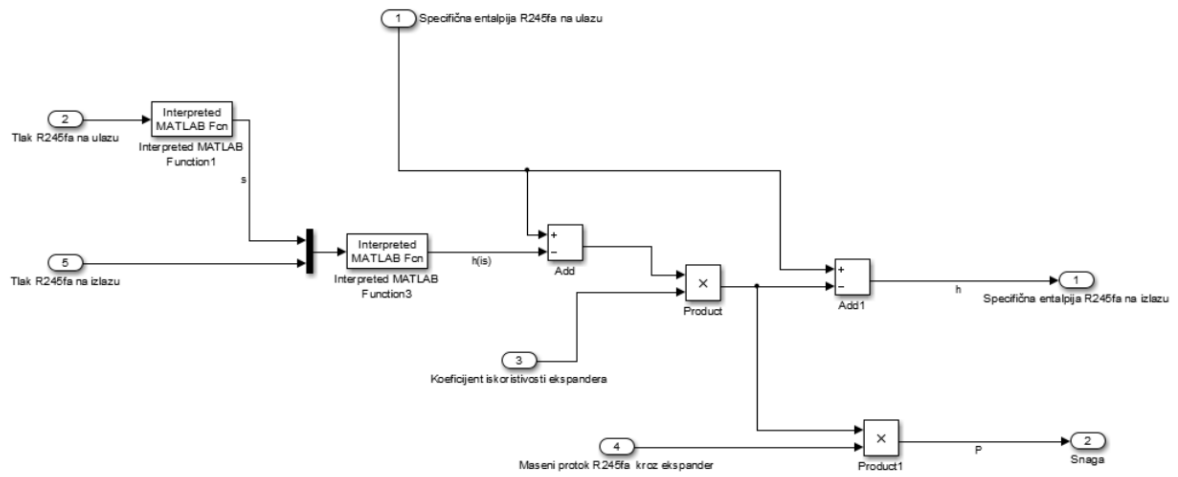 1
Specifična entalpija R245fa na ulazu
2
Tlak R245fa na ulazu
Interpreted
MATLAB Fcn
Interpreted MATLAB
Function1
s
5
Tlak R245fa na izlazu
Interpreted
MATLAB Fcn
Interpreted MATLAB
Function3
h(is)
+
−
Add
3
Koeficijent iskoristivosti ekspandera
×
Product
+
−
Add1
h
1
Specifična entalpija R245fa na izlazu
4
Maseni protok R245fa kroz ekspander
×
Product1
P
2
Snaga